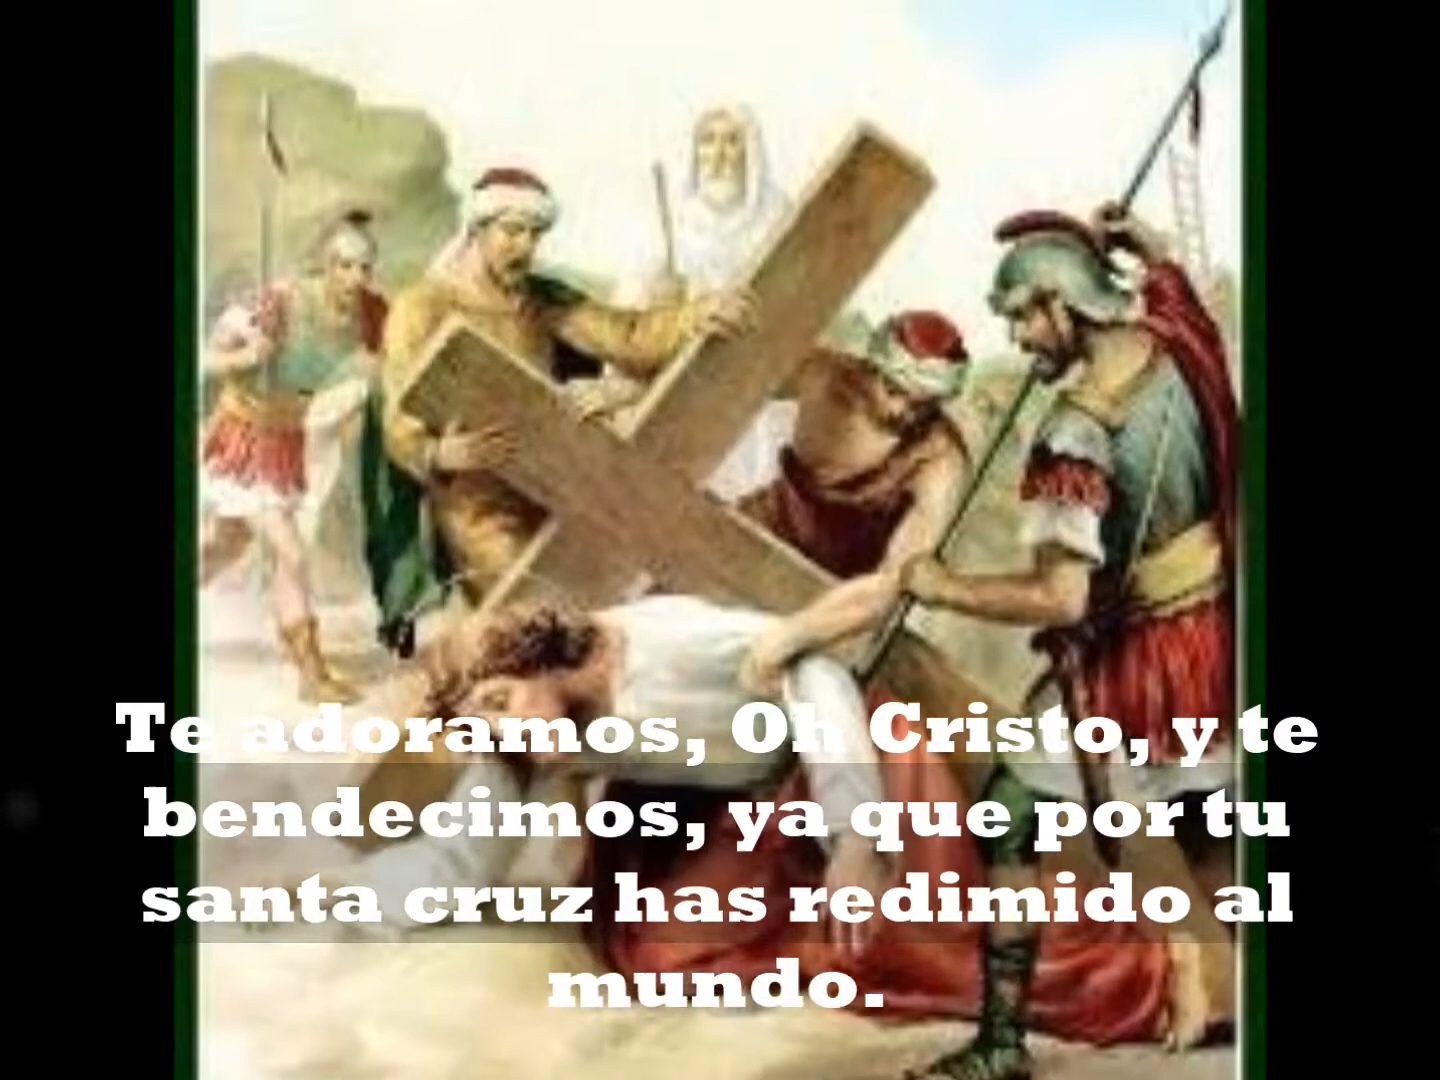 Te adoramos, Oh Cristo, y te
bendecimos, ya que por tu
santa cruz has redimido al
mundo.